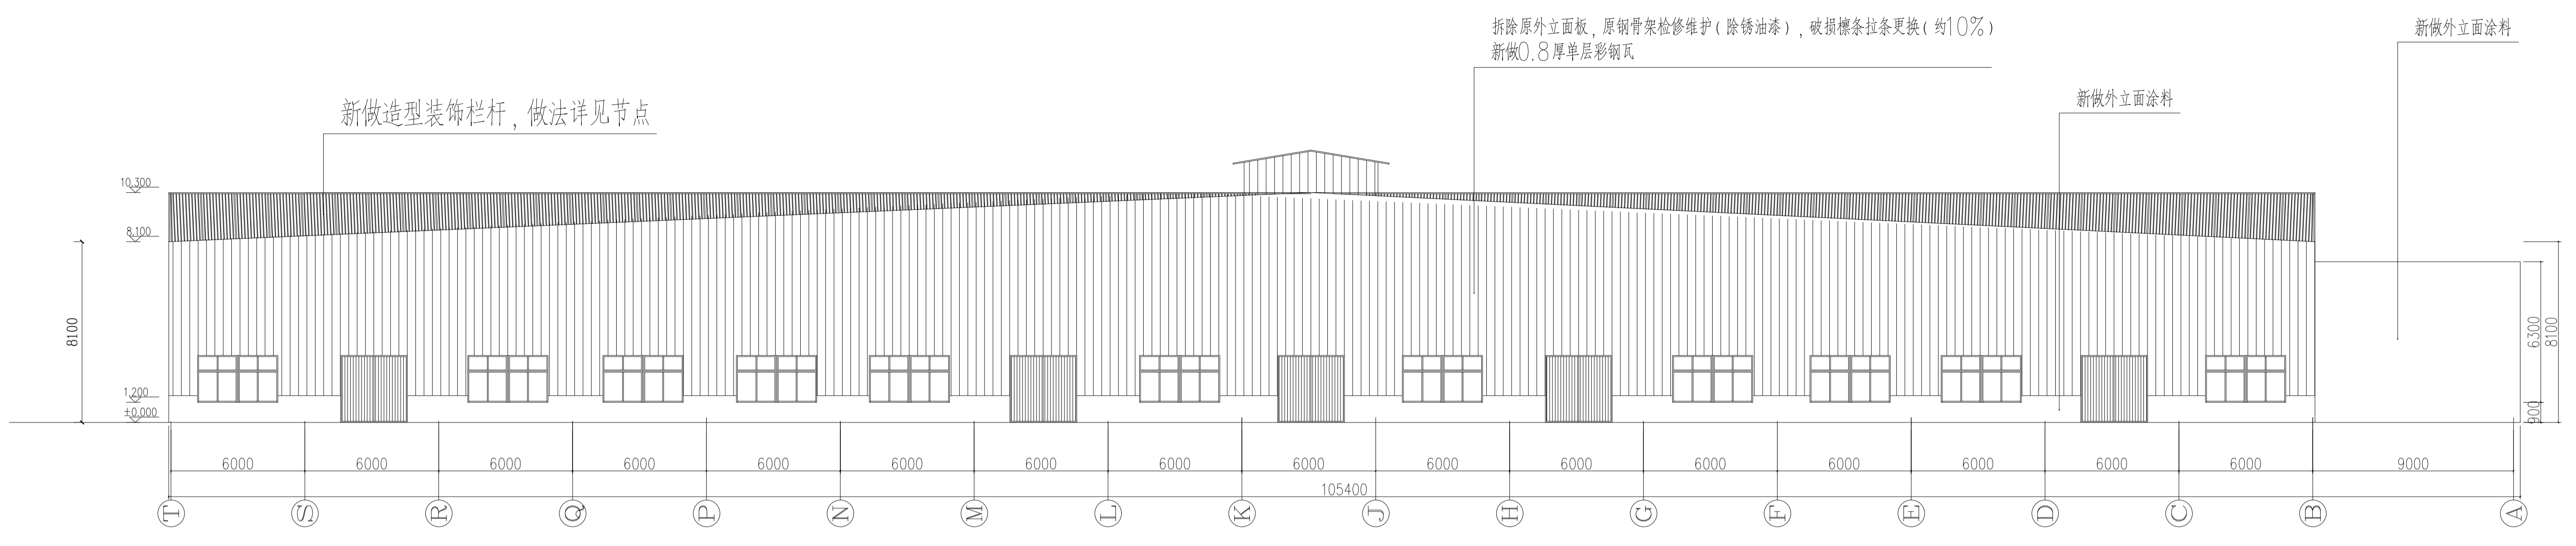 拆除原外立面板，原钢骨架检修维护（除锈油漆），破损檩条拉条更换（约10%）
新做0.8厚单层彩钢瓦
新做外立面涂料
新做外立面涂料
新做造型装饰栏杆，做法详见节点
10.300
8.100
8100
1.200
±0.000
6300
8100
900
6000 6000 6000 6000 6000 6000 6000 6000 6000 6000 6000 6000 6000 6000 6000 6000 9000
105400
T S R Q P N M L K J H G F E D C B A